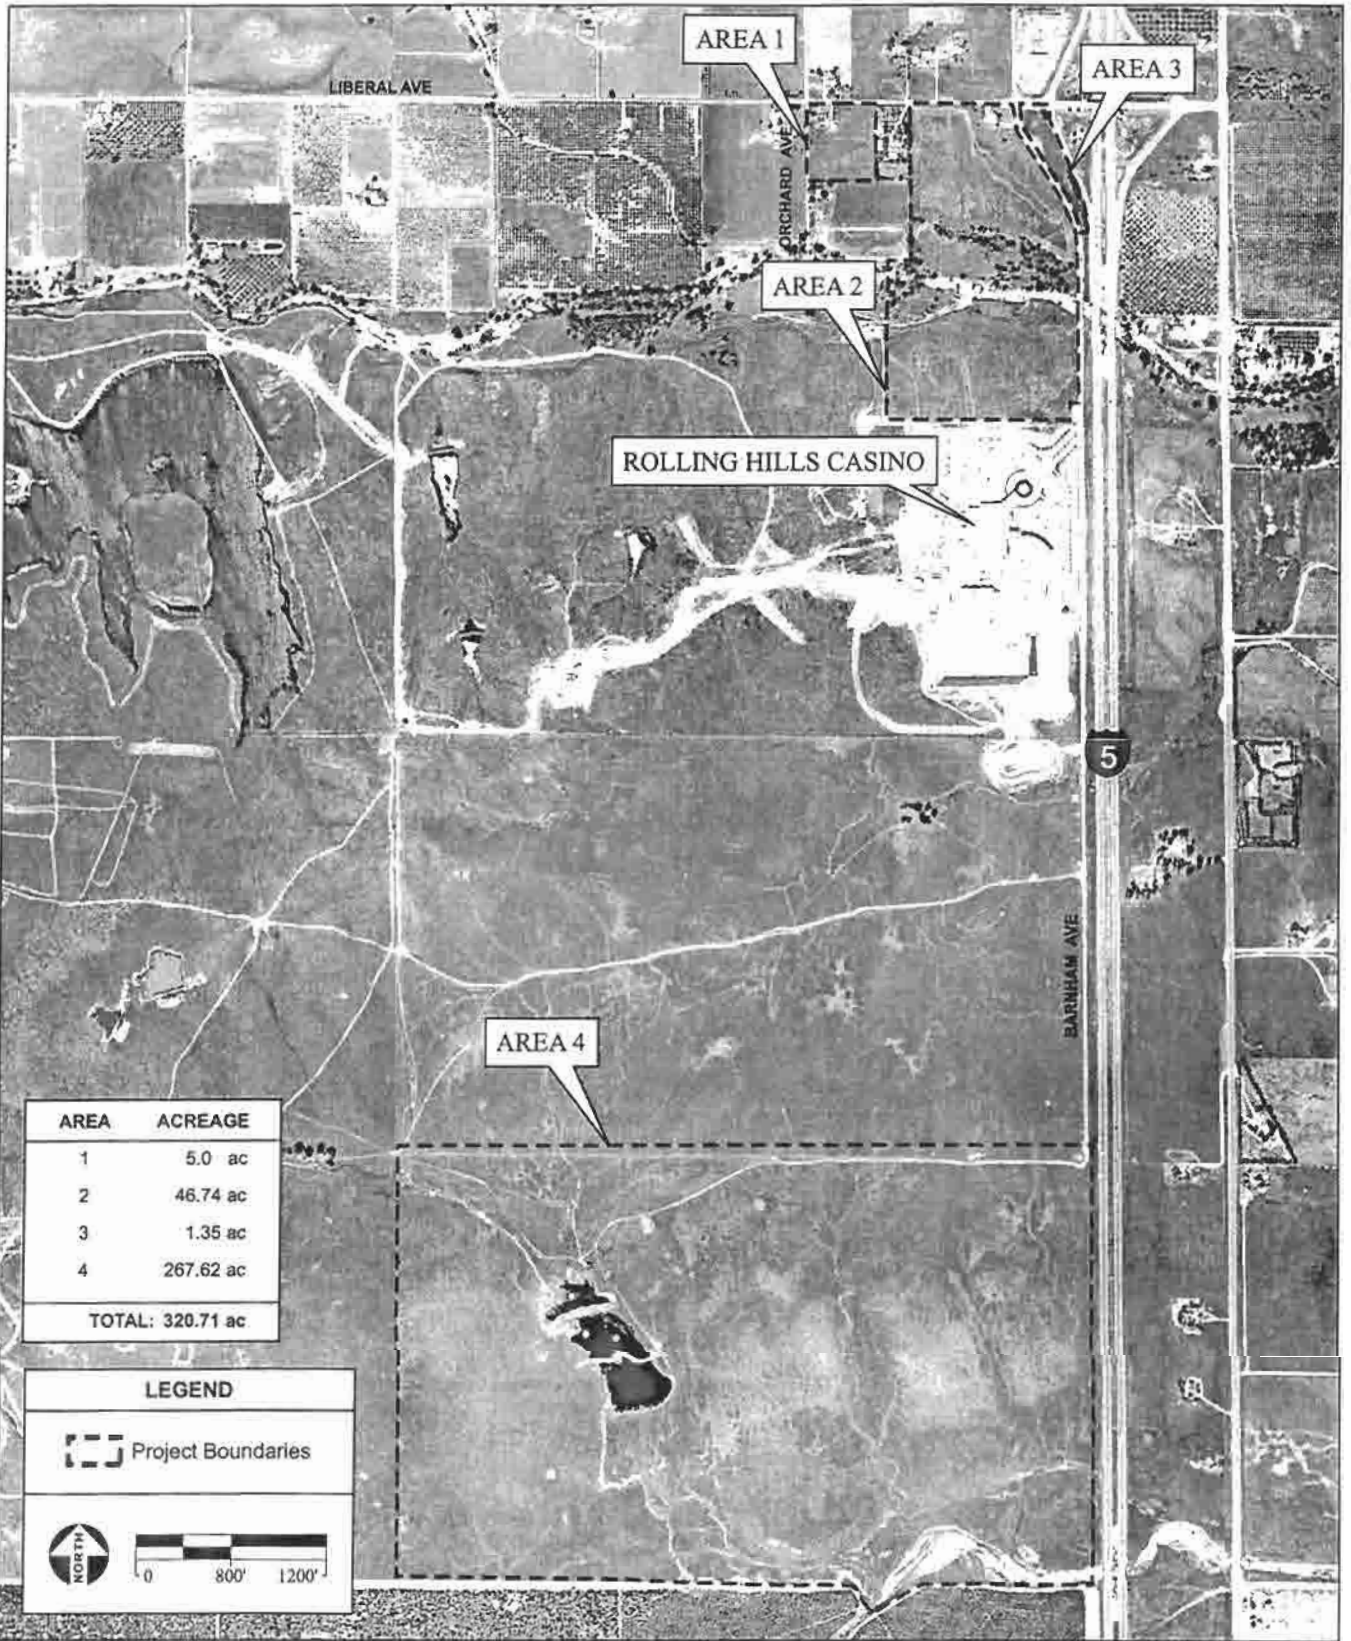 AREA 1
AREA 3
LIBERAL AVE
ORCHARD AVE
AREA 2
ROLLING HILLS CASINO
5
BARNHAM AVE
AREA 4
AREA ACREAGE
1 5.0 ac
2 46.74 ac
3 1.35 ac
4 267.62 ac
TOTAL: 320.71 ac
LEGEND
Project Boundaries
NORTH
0 800' 1200'